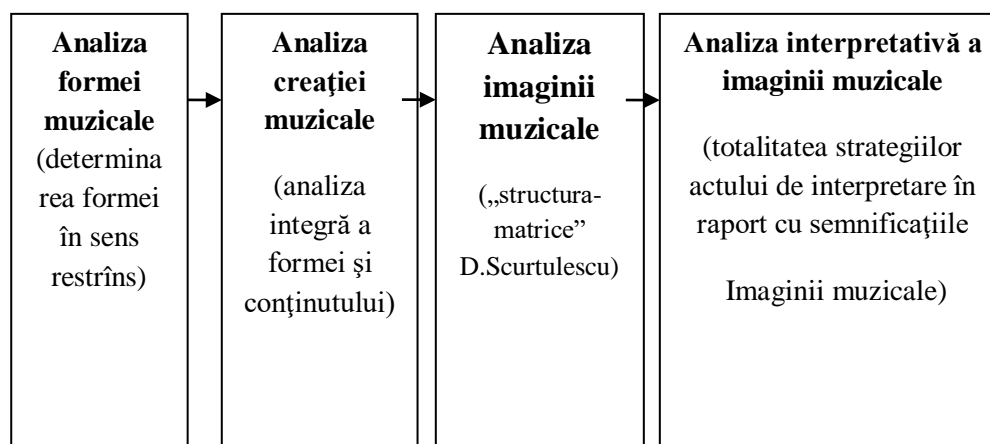 Analiza
formei
muzicale
(determina
rea formei
în sens
restrîns)
Analiza
creaţiei
muzicale
(analiza
integră a
formei şi
conţinutului)
Analiza
imaginii
muzicale
(„structura-
matrice”
D.Scurtulescu)
Analiza interpretativă a
imaginii muzicale
(totalitatea strategiilor
actului de interpretare în
raport cu semnificaţiile
Imaginii muzicale)